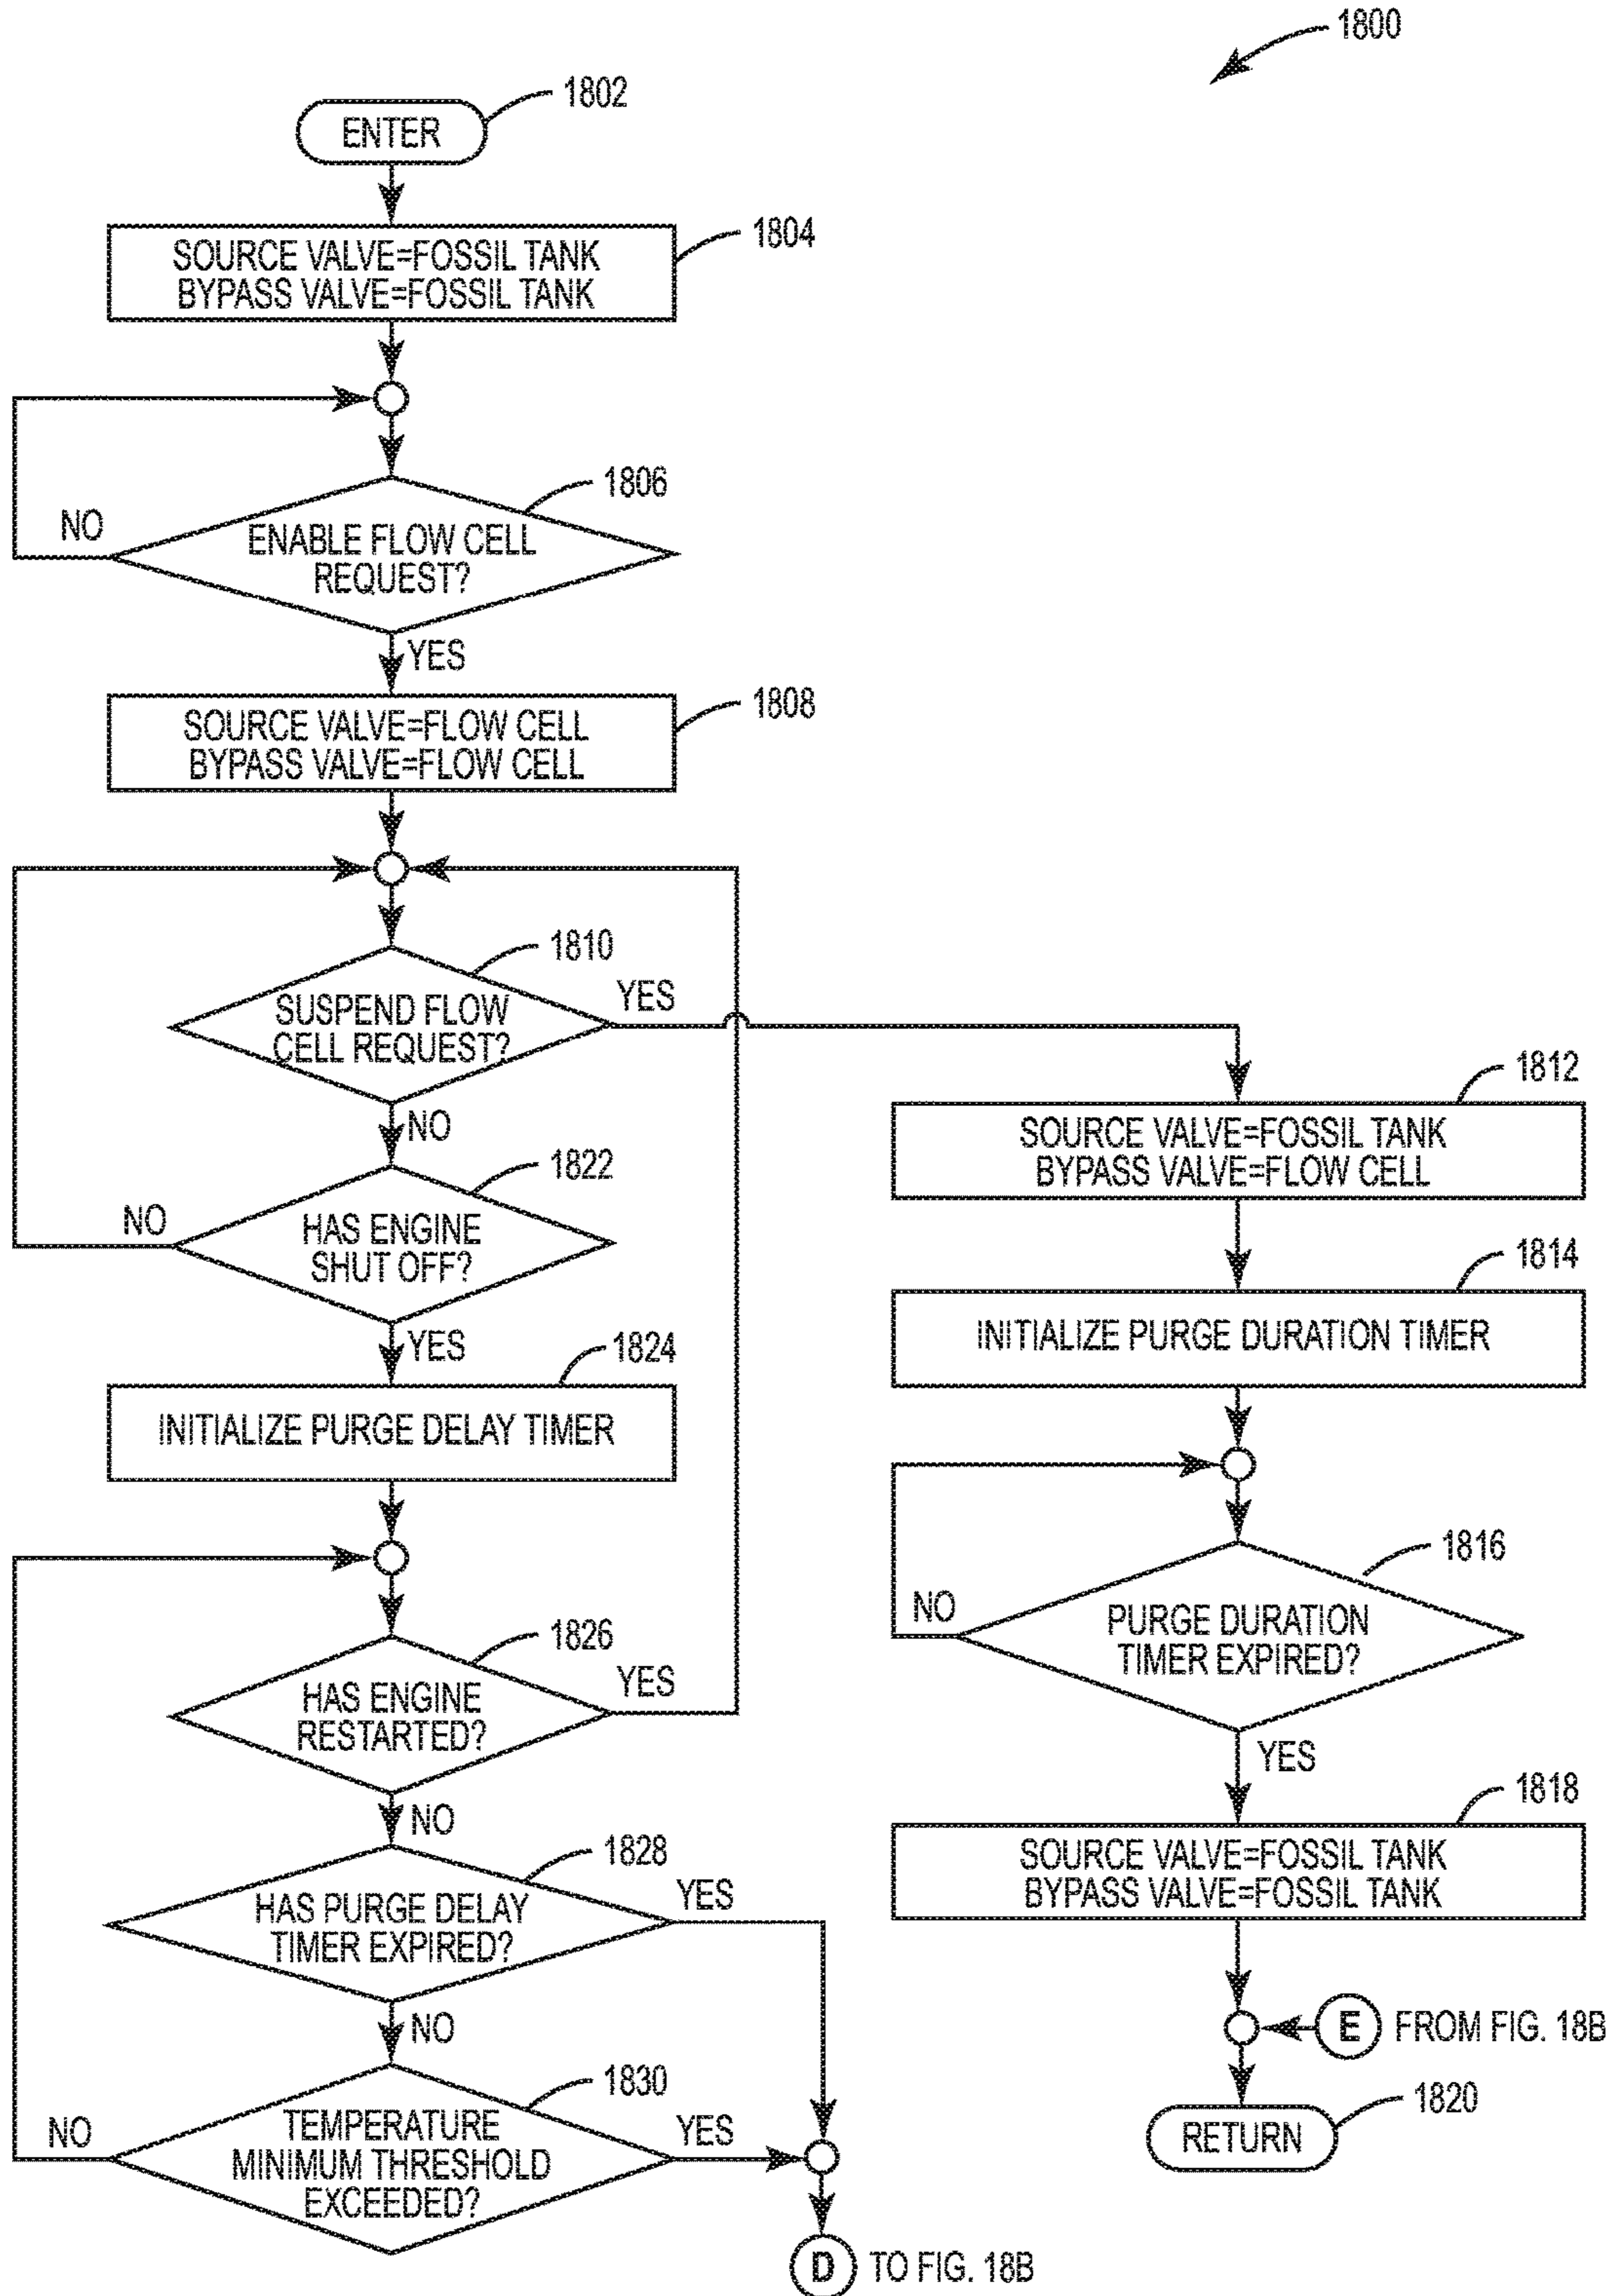 1800
1802
ENTER
1804
SOURCE VALVE=FOSSIL TANK
BYPASS VALVE=FOSSIL TANK
1806
NO
ENABLE FLOW CELL
REQUEST?
YES
1808
SOURCE VALVE=FLOW CELL
BYPASS VALVE=FLOW CELL
1810
YES
SUSPEND FLOW
CELL REQUEST?
NO
1822
NO
HAS ENGINE
SHUT OFF?
YES
1824
INITIALIZE PURGE DELAY TIMER
1826
YES
HAS ENGINE
RESTARTED?
NO
1828
YES
HAS PURGE DELAY
TIMER EXPIRED?
NO
1830
NO
YES
TEMPERATURE
MINIMUM THRESHOLD
EXCEEDED?
D TO FIG. 18B
1812
SOURCE VALVE=FOSSIL TANK
BYPASS VALVE=FLOW CELL
1814
INITIALIZE PURGE DURATION TIMER
1816
NO
PURGE DURATION
TIMER EXPIRED?
YES
1818
SOURCE VALVE=FOSSIL TANK
BYPASS VALVE=FOSSIL TANK
E FROM FIG. 18B
1820
RETURN